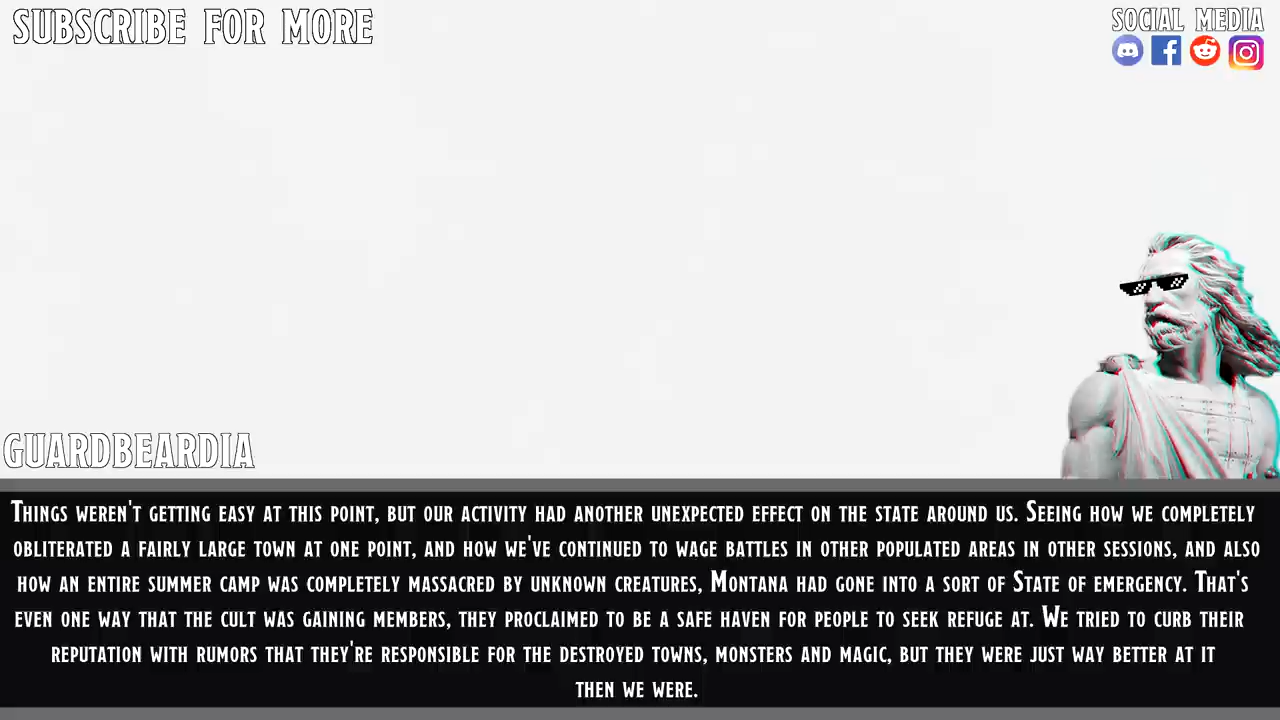 SUBSCRIBE FOR MORE
SOCIAL MEDIA
GUARDBEARDIA
Things weren't getting easy at this point, but our activity had another unexpected effect on the state around us. Seeing how we completely
obliterated a fairly large town at one point, and how we've continued to wage battles in other populated areas in other sessions, and also
how an entire summer camp was completely massacred by unknown creatures, Montana had gone into a sort of State of emergency. That's
even one way that the cult was gaining members, they proclaimed to be a safe haven for people to seek refuge at. We tried to curb their
reputation with rumors that they're responsible for the destroyed towns, monsters and magic, but they were just way better at it
then we were.